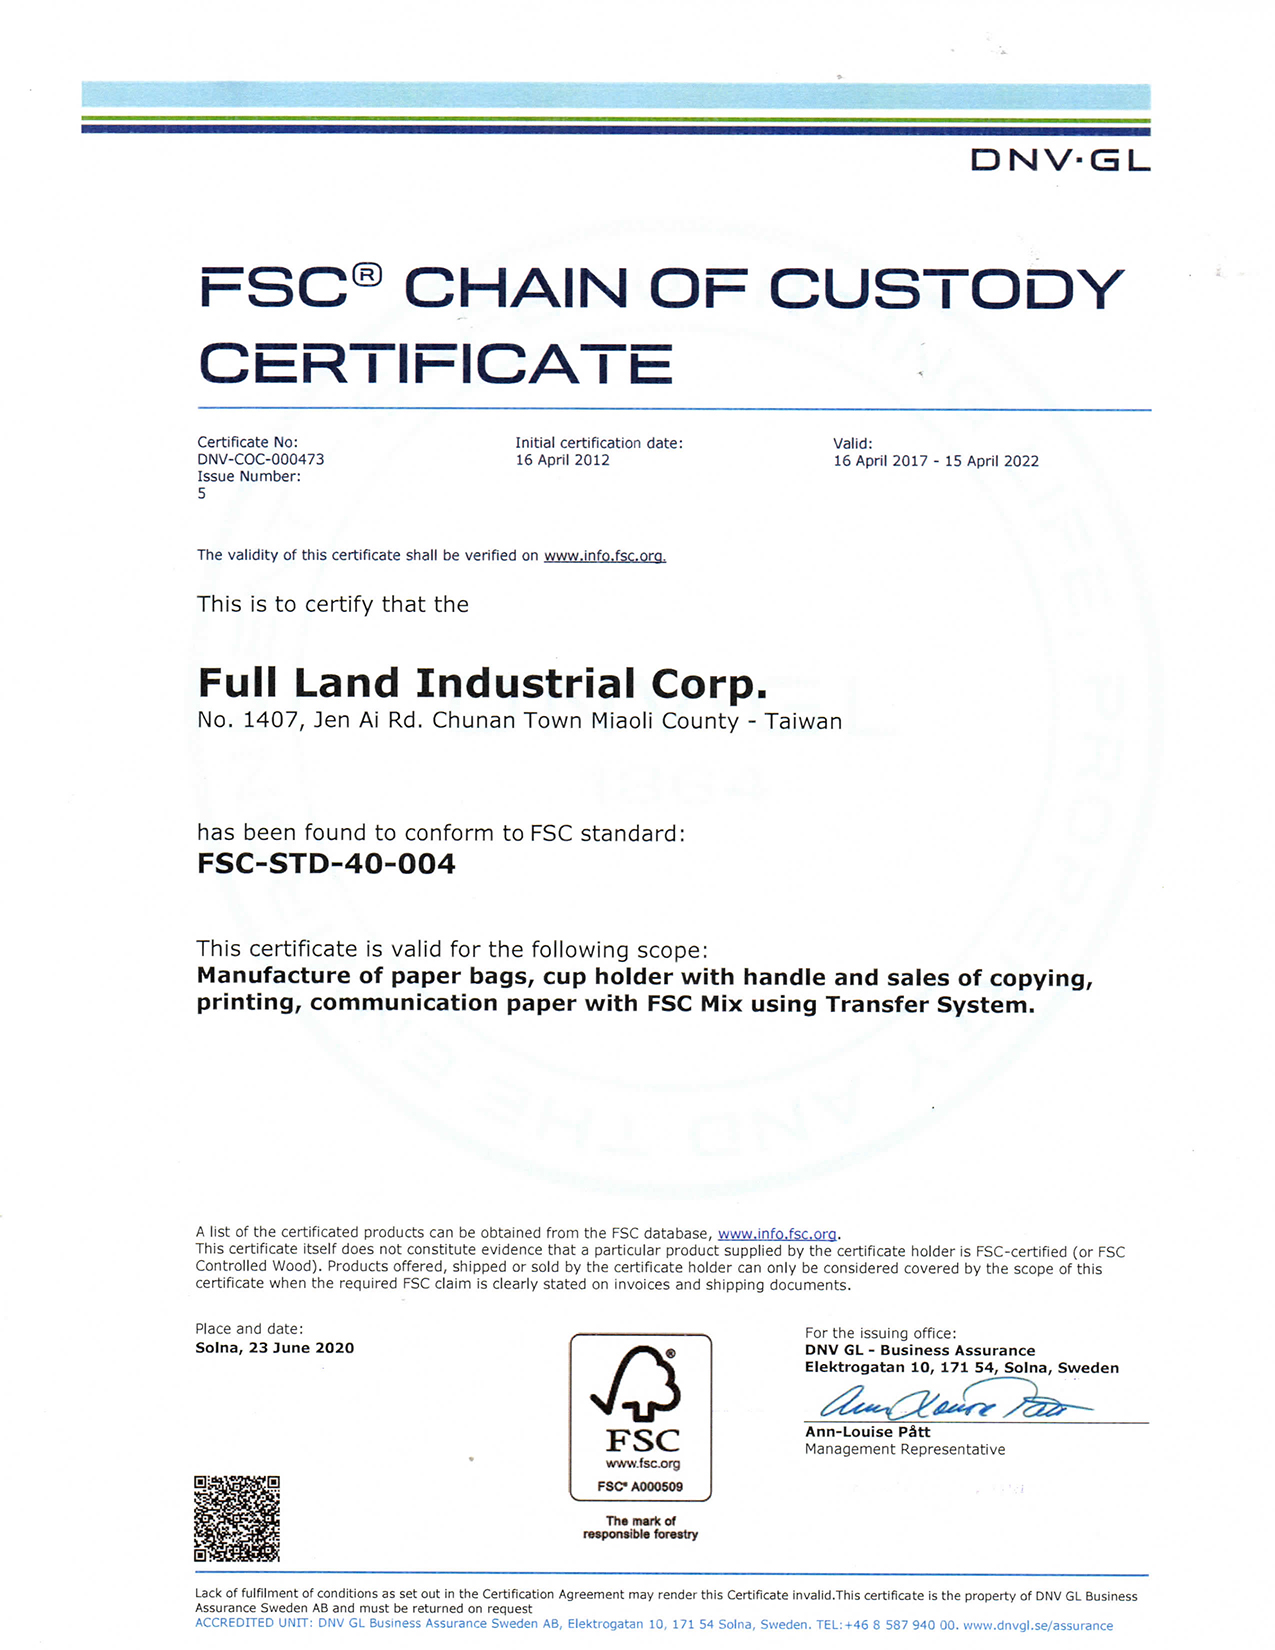 DNV·GL
FSC® CHAIN OF CUSTODY
CERTIFICATE
Certificate No:
DNV-COC-000473
Issue Number:
5
Initial certification date:
16 April 2012
Valid:
16 April 2017 - 15 April 2022
The validity of this certificate shall be verified on www.info.fsc.org.
This is to certify that the
Full Land Industrial Corp.
No. 1407, Jen Ai Rd. Chunan Town Miaoli County - Taiwan
has been found to conform to FSC standard:
FSC-STD-40-004
This certificate is valid for the following scope:
Manufacture of paper bags, cup holder with handle and sales of copying,
printing, communication paper with FSC Mix using Transfer System.
A list of the certificated products can be obtained from the FSC database, www.info.fsc.org.
This certificate itself does not constitute evidence that a particular product supplied by the certificate holder is FSC-certified (or FSC
Controlled Wood). Products offered, shipped or sold by the certificate holder can only be considered covered by the scope of this
certificate when the required FSC claim is clearly stated on invoices and shipping documents.
Place and date:
Solna, 23 June 2020
®
FSC
www.fsc.org
FSC® A000509
The mark of
responsible forestry
For the issuing office:
DNV GL - Business Assurance
Elektrogatan 10, 171 54, Solna, Sweden
Ann-Louise Pått
Ann-Louise Pått
Management Representative
Lack of fulfilment of conditions as set out in the Certification Agreement may render this Certificate invalid.This certificate is the property of DNV GL Business
Assurance Sweden AB and must be returned on request
ACCREDITED UNIT: DNV GL Business Assurance Sweden AB, Elektrogatan 10, 171 54 Solna, Sweden. TEL:+46 8 587 940 00. www.dnvgl.se/assurance